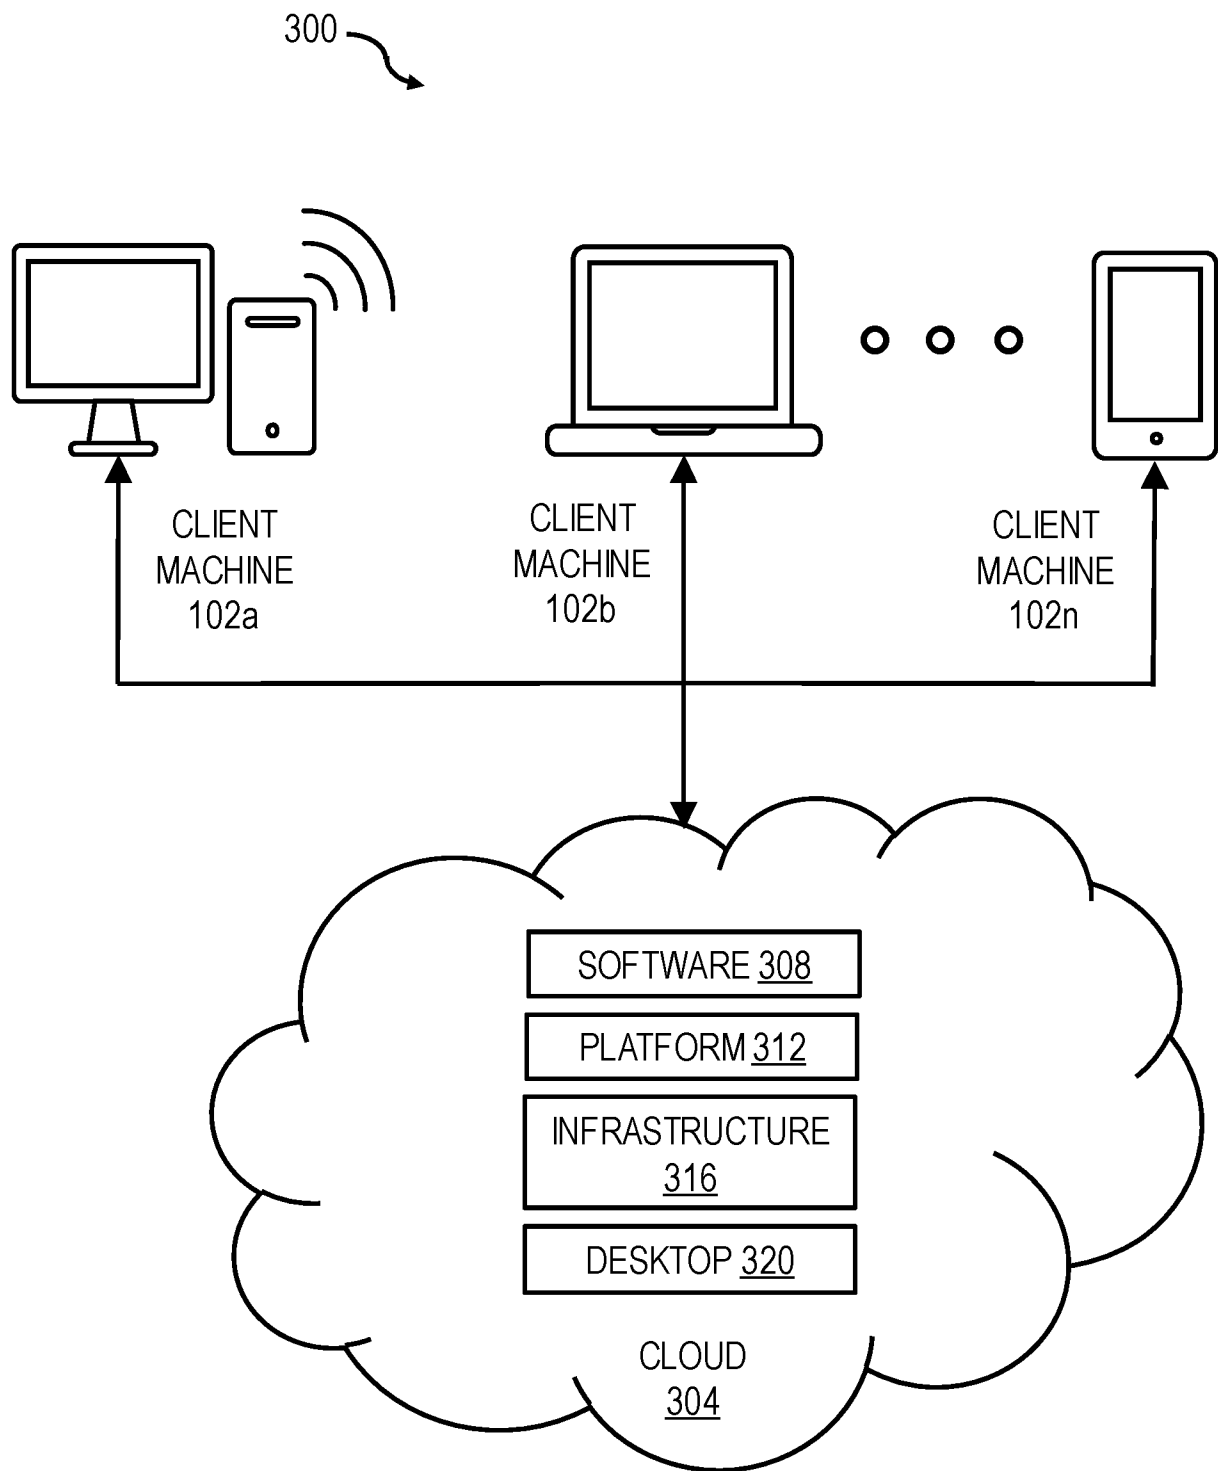 300
CLIENT
MACHINE
102a
CLIENT
MACHINE
102b
CLIENT
MACHINE
102n
SOFTWARE 308
PLATFORM 312
INFRASTRUCTURE
316
DESKTOP 320
CLOUD
304